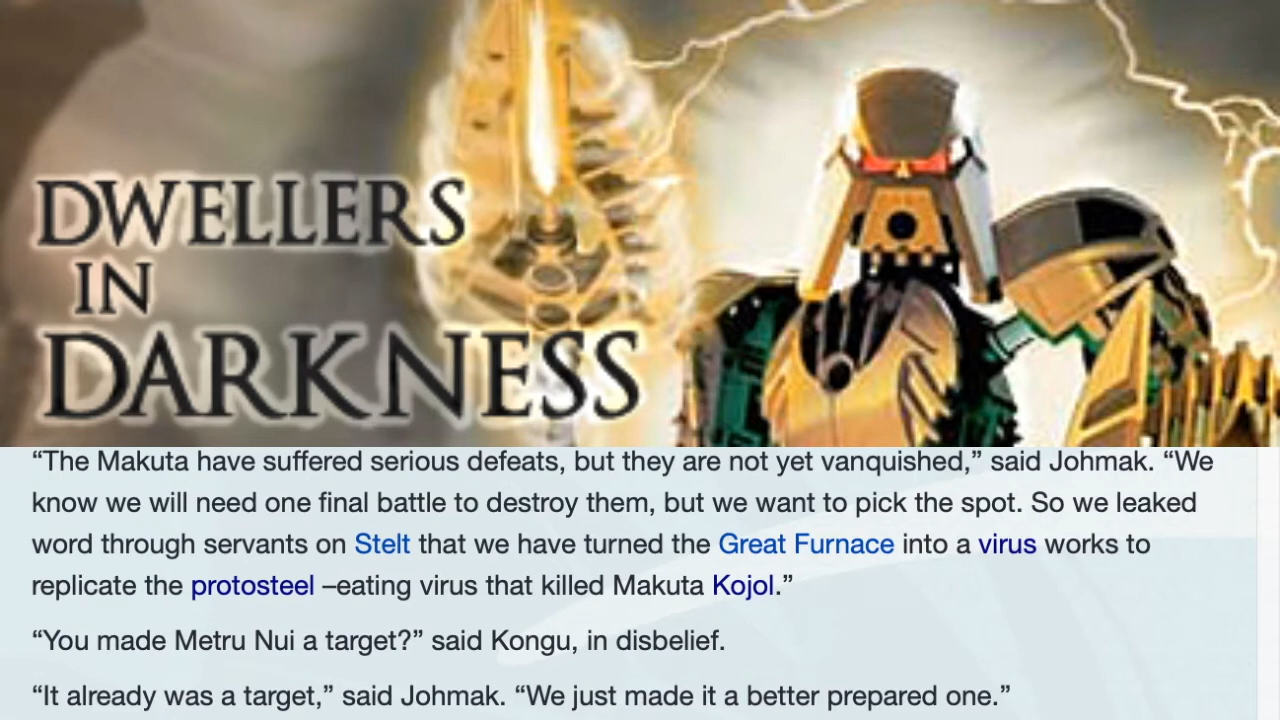 DWELLERS
IN
DARKNESS
“The Makuta have suffered serious defeats, but they are not yet vanquished,” said Johmak. “We
know we will need one final battle to destroy them, but we want to pick the spot. So we leaked
word through servants on Stelt that we have turned the Great Furnace into a virus works to
replicate the protosteel –eating virus that killed Makuta Kojol.”
“You made Metru Nui a target?” said Kongu, in disbelief.
“It already was a target,” said Johmak. “We just made it a better prepared one.”